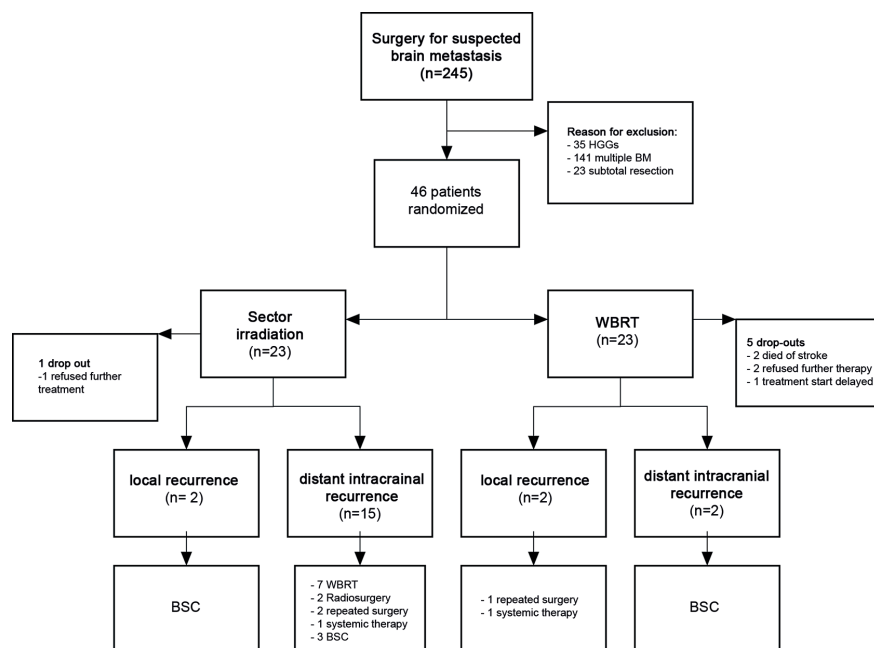 Surgery for suspected
brain metastasis
(n=245)
Reason for exclusion:
- 35 HGGs
- 141 multiple BM
- 23 subtotal resection
46 patients
randomized
Sector
irradiation
(n=23)
WBRT
(n=23)
1 drop out
-1 refused further
treatment
5 drop-outs
- 2 died of stroke
- 2 refused further therapy
- 1 treatment start delayed
local recurrence
(n= 2)
distant intracrainal
recurrence
(n=15)
local recurrence
(n=2)
distant intracranial
recurrence
(n=2)
BSC
- 7 WBRT
- 2 Radiosurgery
- 2 repeated surgery
- 1 systemic therapy
- 3 BSC
- 1 repeated surgery
- 1 systemic therapy
BSC